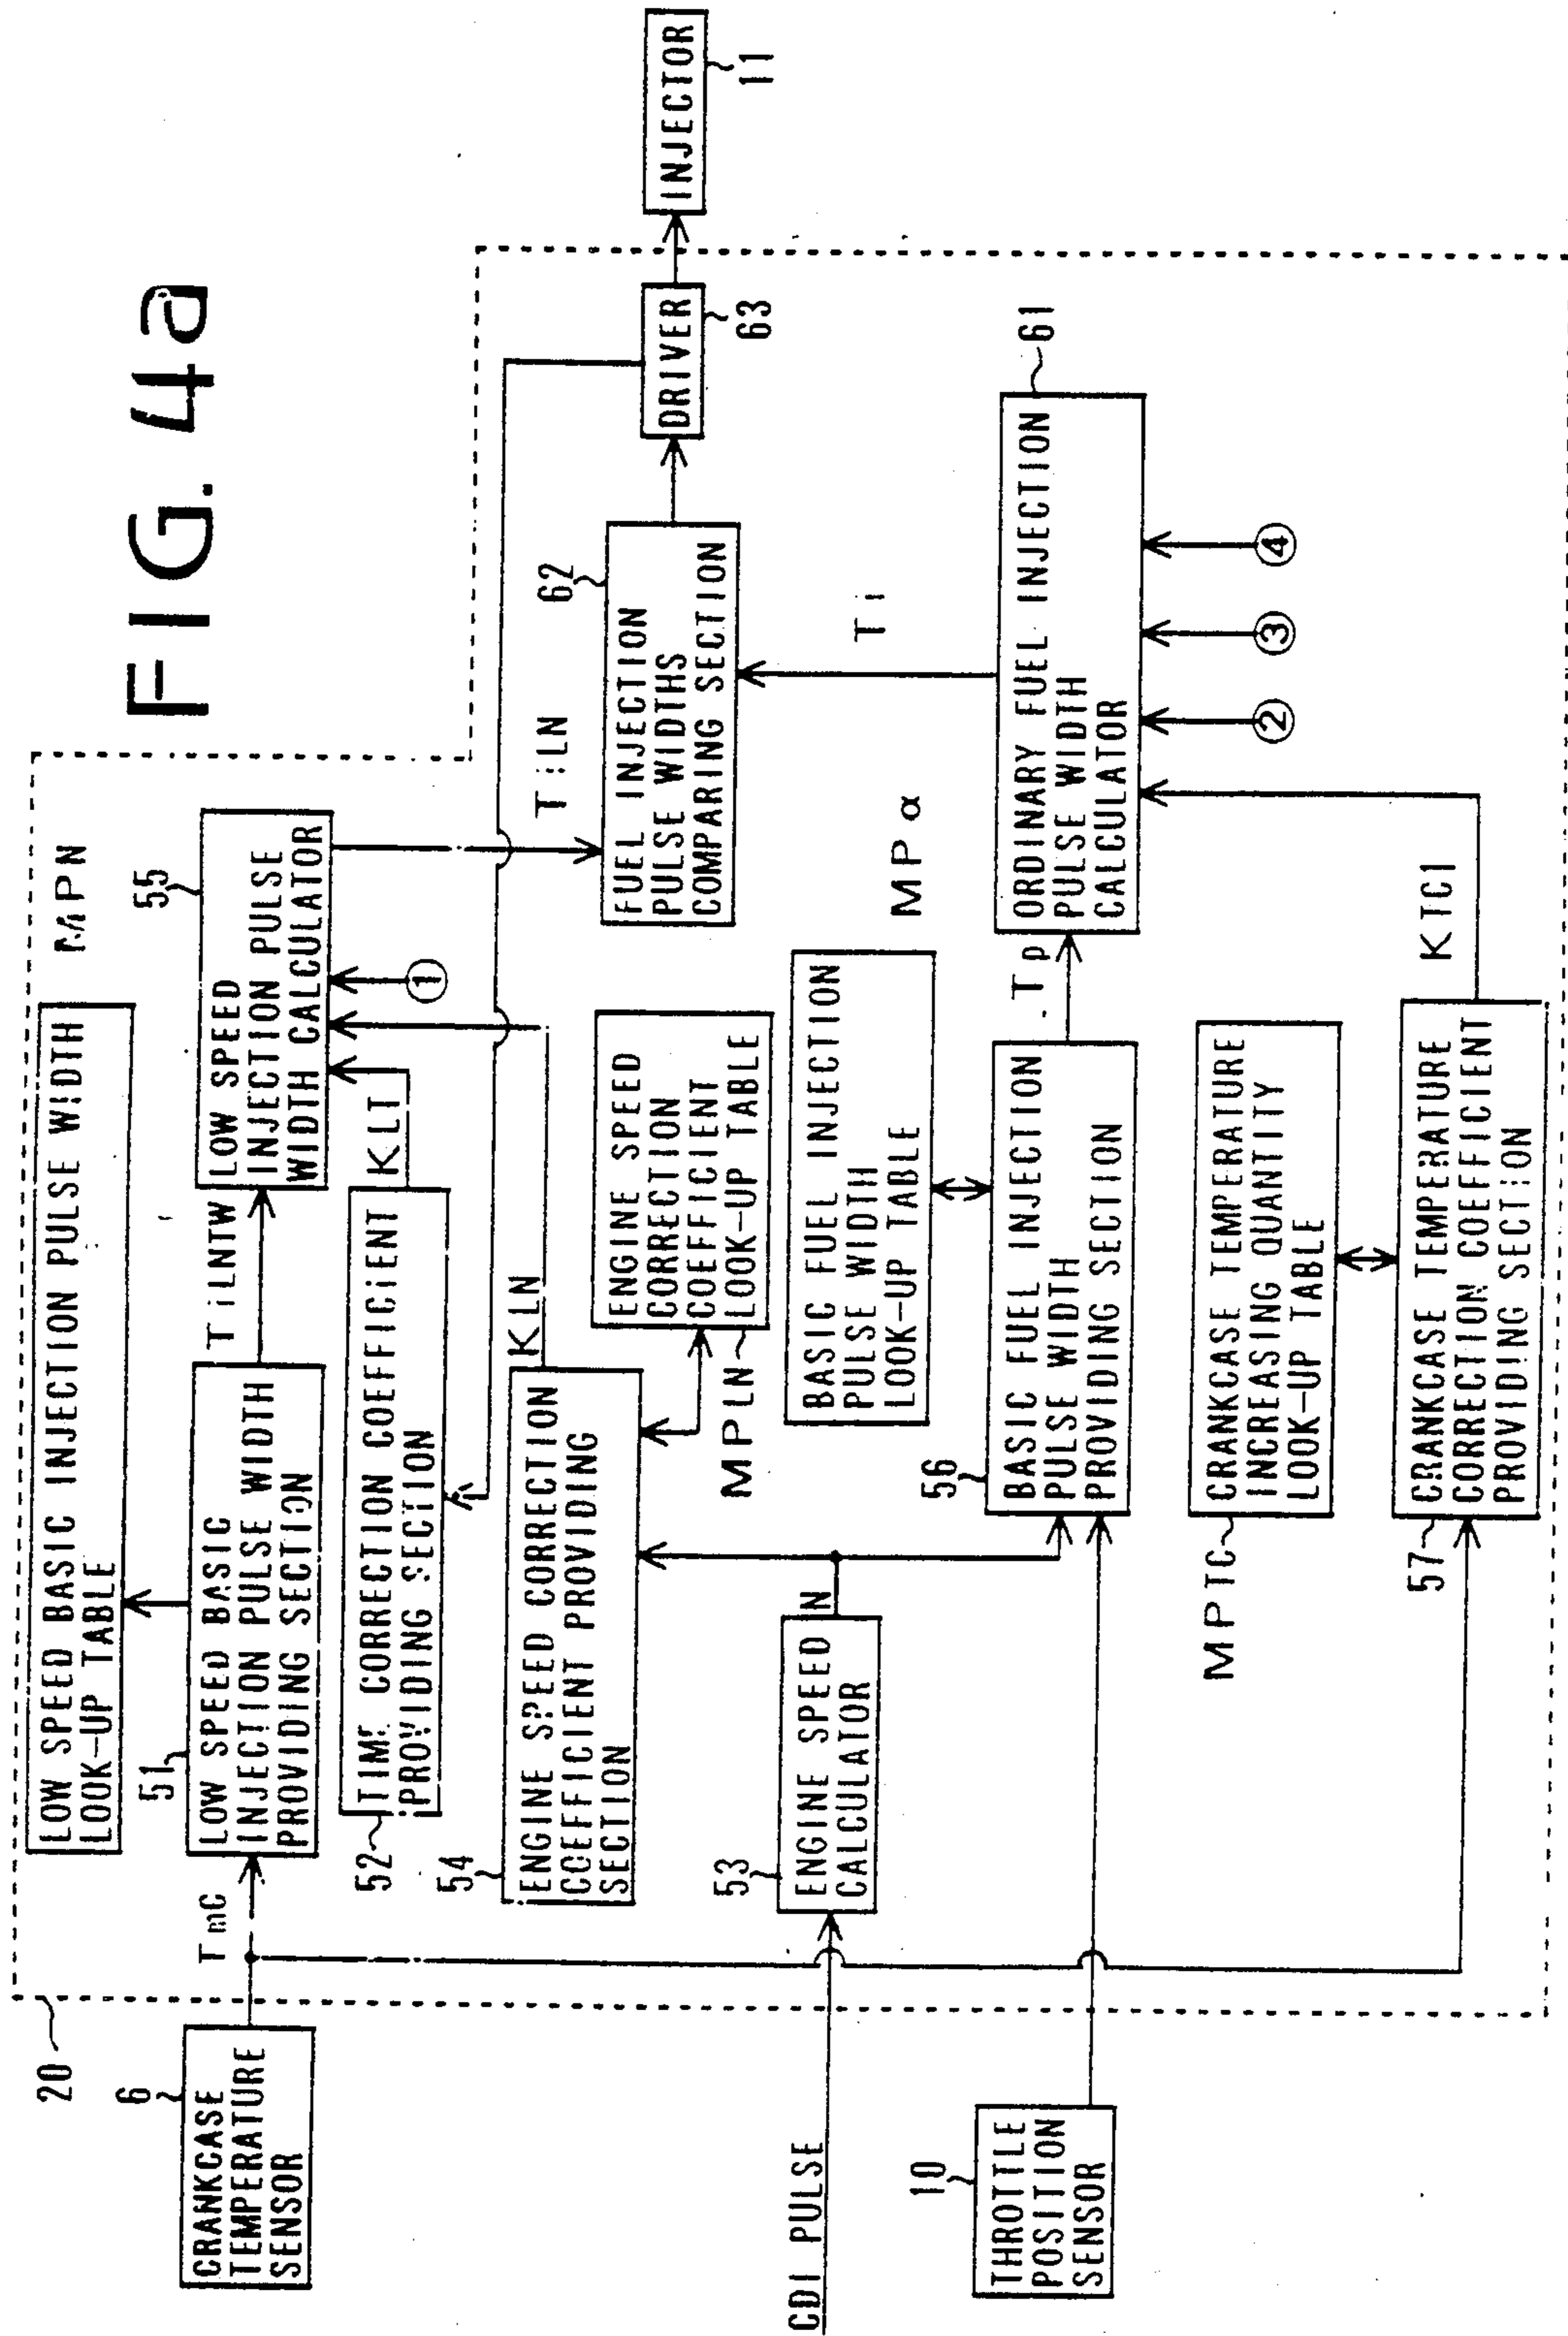 FIG. 4a
20
LOW SPEED BASIC INJECTION PULSE WIDTH
LOOK-UP TABLE
MPN
6
CRANKCASE
TEMPERATURE
SENSOR
TmC
51
LOW SPEED BASIC
INJECTION PULSE WIDTH
PROVIDING SECTION
TiLNTW
55
LOW SPEED
INJECTION PULSE
WIDTH CALCULATOR
①
52
TIME CORRECTION COEFFICIENT
PROVIDING SECTION
KLT
54
ENGINE SPEED CORRECTION
COEFFICIENT PROVIDING
SECTION
KLN
TiLN
ENGINE SPEED
CORRECTION
COEFFICIENT
LOOK-UP TABLE
MPLN
62
FUEL INJECTION
PULSE WIDTHS
COMPARING SECTION
DRIVER
63
INJECTOR
11
CDI PULSE
53
ENGINE SPEED
CALCULATOR
N
BASIC FUEL INJECTION
PULSE WIDTH
LOOK-UP TABLE
MPα
Ti
10
THROTTLE
POSITION
SENSOR
56
BASIC FUEL INJECTION
PULSE WIDTH
PROVIDING SECTION
Tp
ORDINARY FUEL INJECTION
PULSE WIDTH
CALCULATOR
61
② ③ ④
MPTC
CRANKCASE TEMPERATURE
INCREASING QUANTITY
LOOK-UP TABLE
57
CRANKCASE TEMPERATURE
CORRECTION COEFFICIENT
PROVIDING SECTION
KTC1